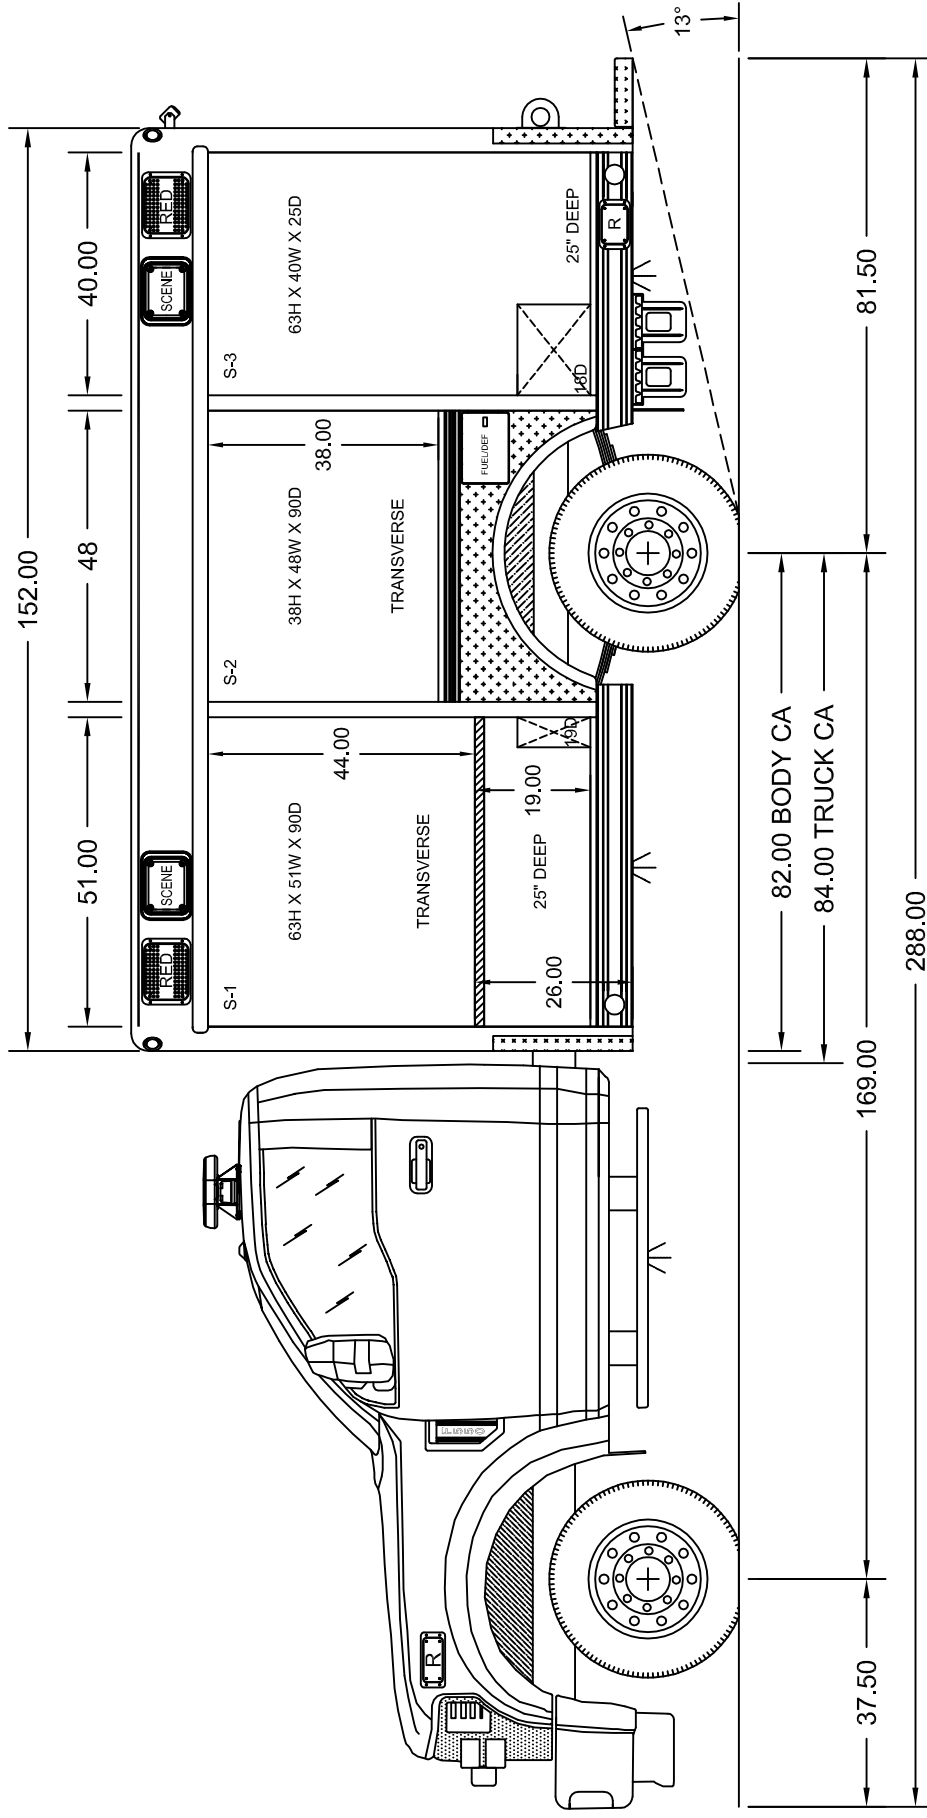 152.00
51.00
48
40.00
RED
SCENE
SCENE
RED
S-1
63H X 51W X 90D
44.00
TRANSVERSE
25" DEEP
19.00
26.00
19D
S-2
63H X 40W X 25D
38H X 48W X 90D
38.00
TRANSVERSE
FUEL/DEF
S-3
25" DEEP
18D
R
R
13°
82.00 BODY CA
84.00 TRUCK CA
37.50
169.00
81.50
288.00